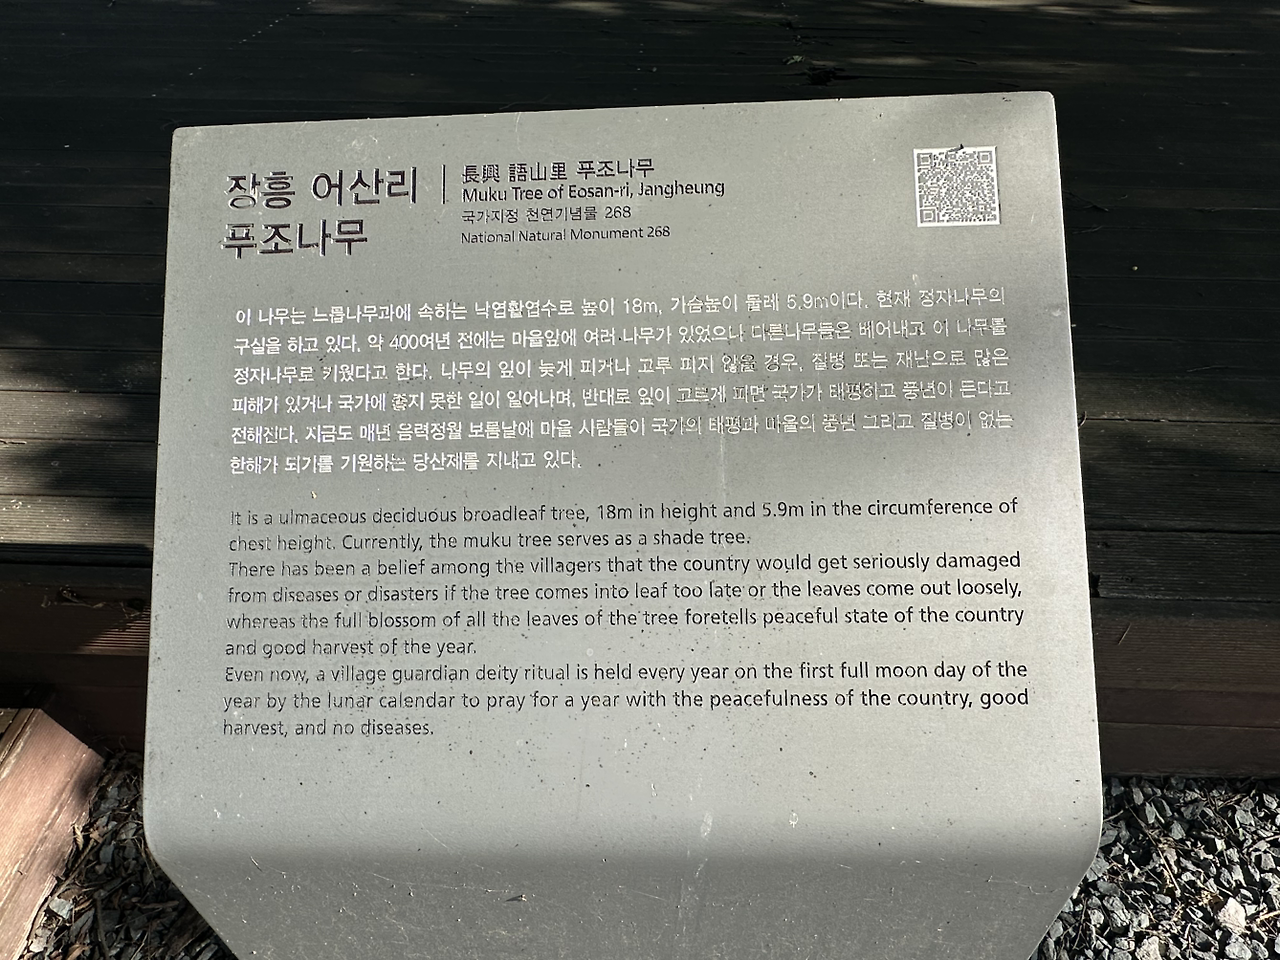 장흥 어산리
푸조나무
長興 語山里 푸조나무
Muku Tree of Eosan-ri, Jangheung
국가지정 천연기념물 268
National Natural Monument 268
이 나무는 느릅나무과에 속하는 낙엽활엽수로 높이 18m, 가슴높이 둘레 5.9m이다. 현재 정자나무의
구실을 하고 있다. 약 400여년 전에는 마을앞에 여러 나무가 있었으나 다른나무들은 베어내고 이 나무를
정자나무로 키웠다고 한다. 나무의 잎이 늦게 피거나 고루 피지 않을 경우, 질병 또는 재난으로 많은
피해가 있거나 국가에 좋지 못한 일이 일어나며, 반대로 잎이 고르게 피면 국가가 태평하고 풍년이 든다고
전해진다. 지금도 매년 음력정월 보름날에 마을 사람들이 국가의 태평과 마을의 풍년 그리고 질병이 없는
한해가 되기를 기원하는 당산제를 지내고 있다.
It is a ulmaceous deciduous broadleaf tree, 18m in height and 5.9m in the circumference of
chest height. Currently, the muku tree serves as a shade tree.
There has been a belief among the villagers that the country would get seriously damaged
from diseases or disasters if the tree comes into leaf too late or the leaves come out loosely,
whereas the full blossom of all the leaves of the tree foretells peaceful state of the country
and good harvest of the year.
Even now, a village guardian deity ritual is held every year on the first full moon day of the
year by the lunar calendar to pray for a year with the peacefulness of the country, good
harvest, and no diseases.